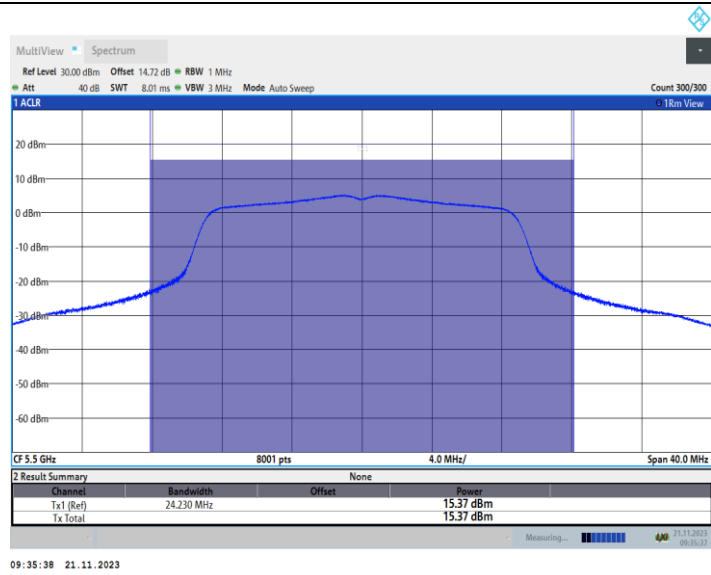 MultiView Spectrum
Ref Level 30.00 dBm Offset 14.72 dB RBW 1 MHz
Att 40 dB SWT 8.01 ms VBW 3 MHz Mode Auto Sweep Count 300/300
1 ACLR 1Rm View
20 dBm
10 dBm
0 dBm
-10 dBm
-20 dBm
-30 dBm
-40 dBm
-50 dBm
-60 dBm
CF 5.5 GHz 8001 pts 4.0 MHz/ Span 40.0 MHz
2 Result Summary None
Channel Bandwidth Offset Power
Tx1 (Ref) 24.230 MHz 15.37 dBm
Tx Total 15.37 dBm
Measuring... 21.11.2023
09:35:37
09:35:38 21.11.2023